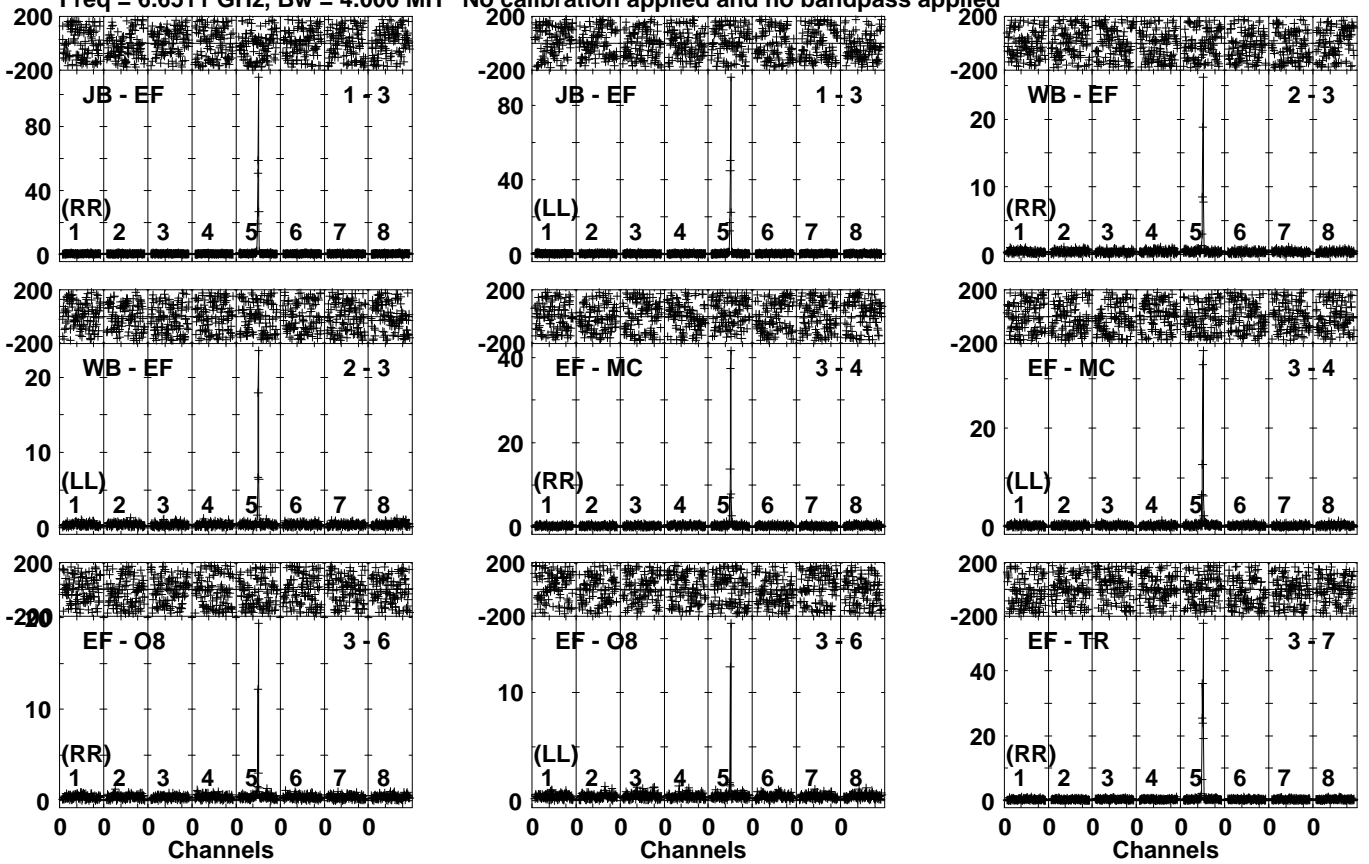 No calibration applied and no bandpass applied
200 200 200
-200 -200 -200
JB - EF 1 - 3 JB - EF 1 - 3 WB - EF 2 - 3
80 80 20
40 40 10
(RR) (LL) (RR)
1 2 3 4 5 6 7 8 1 2 3 4 5 6 7 8 1 2 3 4 5 6 7 8
0 0 0
200 200 200
-200 -200 -200
40
WB - EF 2 - 3 EF - MC 3 - 4 EF - MC 3 - 4
20
10 20 20
(LL) (RR) (LL)
1 2 3 4 5 6 7 8 1 2 3 4 5 6 7 8 1 2 3 4 5 6 7 8
0 0 0
200 200 200
-200 -200 -200
20
EF - O8 3 - 6 EF - O8 3 - 6 EF - TR 3 - 7
40
10 10 20
(RR) (LL) (RR)
1 2 3 4 5 6 7 8 1 2 3 4 5 6 7 8 1 2 3 4 5 6 7 8
0 0 0
0 0 0 0 0 0 0 0 0 0 0 0 0 0 0 0 0 0 0 0 0 0 0 0
Channels Channels Channels